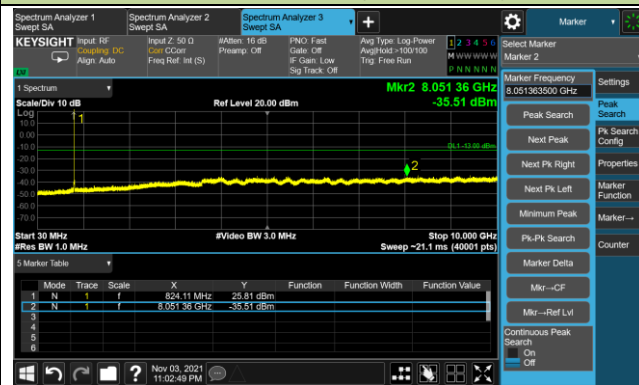 Spectrum Analyzer 1
Swept SA
Spectrum Analyzer 2
Swept SA
Spectrum Analyzer 3
Swept SA
+
Marker
KEYSIGHT
Input: RF
Coupling: DC
Align: Auto
Input Z: 50 Ω
Corr CCorr
Freq Ref: Int (S)
#Atten: 16 dB
Preamp: Off
PNO: Fast
Gate: Off
IF Gain: Low
Sig Track: Off
Avg Type: Log-Power
Avg|Hold:>100/100
Trig: Free Run
1 2 3 4 5 6
M W W W W W
P N N N N N
Select Marker
Marker 2
1 Spectrum
Scale/Div 10 dB
Ref Level 20.00 dBm
Mkr2 8.051 36 GHz
-35.51 dBm
Log
10.0
0.00
-10.0
-20.0
-30.0
-40.0
-50.0
-60.0
-70.0
1
DL1 -13.00 dBm
2
Start 30 MHz
#Res BW 1.0 MHz
#Video BW 3.0 MHz
Stop 10.000 GHz
Sweep ~21.1 ms (40001 pts)
5 Marker Table
Mode Trace Scale X Y Function Function Width Function Value
1 N 1 f 824.11 MHz 25.81 dBm
2 N 1 f 8.051 36 GHz -35.51 dBm
3
4
5
6
Nov 03, 2021
11:02:49 PM
Marker Frequency
8.051363500 GHz
Peak Search
Next Peak
Next Pk Right
Next Pk Left
Minimum Peak
Pk-Pk Search
Marker Delta
Mkr→CF
Mkr→Ref Lvl
Continuous Peak
Search
On
Off
Settings
Peak
Search
Pk Search
Config
Properties
Marker
Function
Marker→
Counter